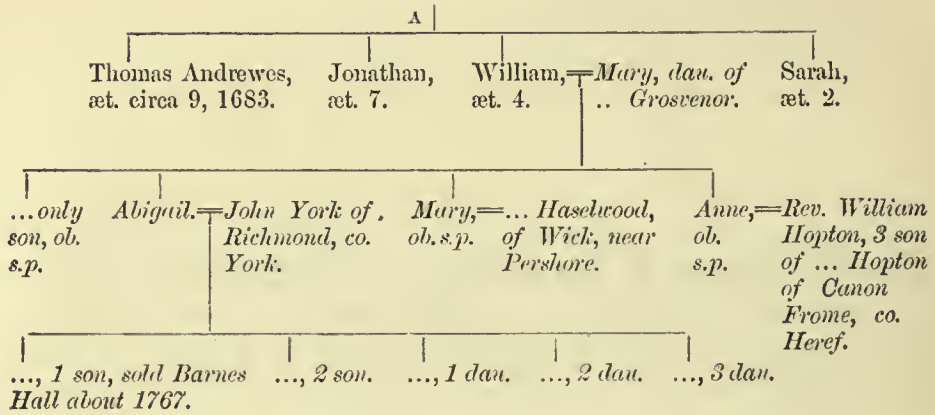 A
Thomas Andrewes,
æt. circa 9, 1683.
Jonathan,
æt. 7.
William,
æt. 4.
Mary, dau. of
.. Grosvenor.
Sarah,
æt. 2.
...only
son, ob.
s.p.
Abigail.
John York of
Richmond, co.
York.
Mary,
ob. s.p.
... Haselwood,
of Wick, near
Pershore.
Anne,
ob.
s.p.
Rev. William
Hopton, 3 son
of ... Hopton
of Canon
Frome, co.
Heref.
..., 1 son, sold Barnes
Hall about 1767.
..., 2 son.
..., 1 dau.
..., 2 dau.
..., 3 dau.